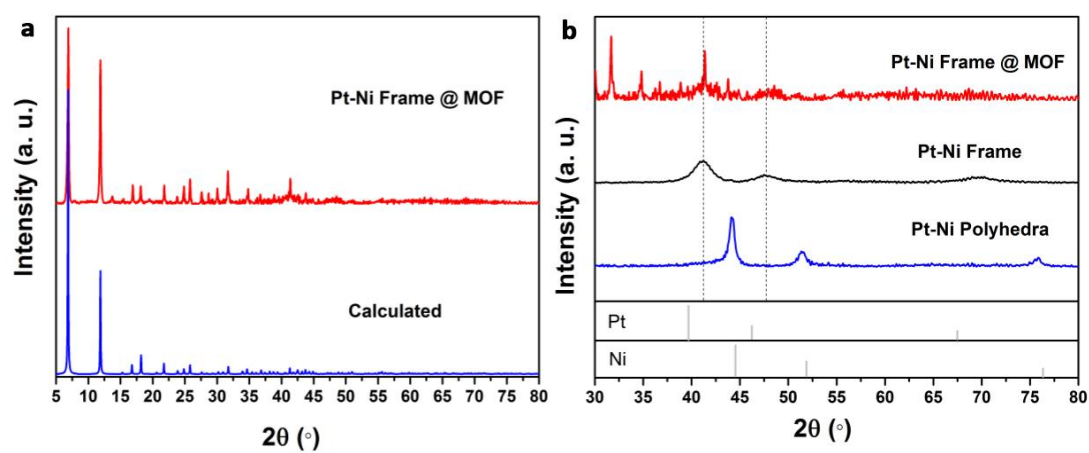 a
Pt-Ni Frame @ MOF
Calculated
Intensity (a. u.)
5 10 15 20 25 30 35 40 45 50 55 60 65 70 75 80
2θ (◦)
b
Pt-Ni Frame @ MOF
Pt-Ni Frame
Pt-Ni Polyhedra
Pt
Ni
Intensity (a. u.)
30 35 40 45 50 55 60 65 70 75 80
2θ (◦)